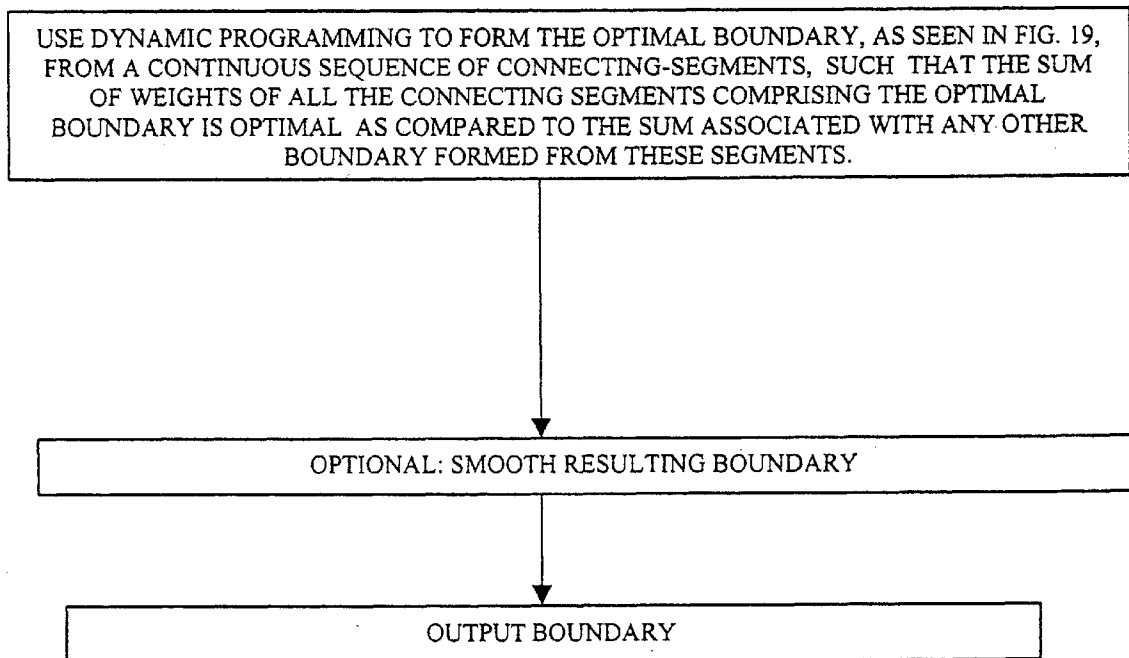 USE DYNAMIC PROGRAMMING TO FORM THE OPTIMAL BOUNDARY, AS SEEN IN FIG. 19,
FROM A CONTINUOUS SEQUENCE OF CONNECTING-SEGMENTS, SUCH THAT THE SUM
OF WEIGHTS OF ALL THE CONNECTING SEGMENTS COMPRISING THE OPTIMAL
BOUNDARY IS OPTIMAL AS COMPARED TO THE SUM ASSOCIATED WITH ANY OTHER
BOUNDARY FORMED FROM THESE SEGMENTS.
OPTIONAL: SMOOTH RESULTING BOUNDARY
OUTPUT BOUNDARY